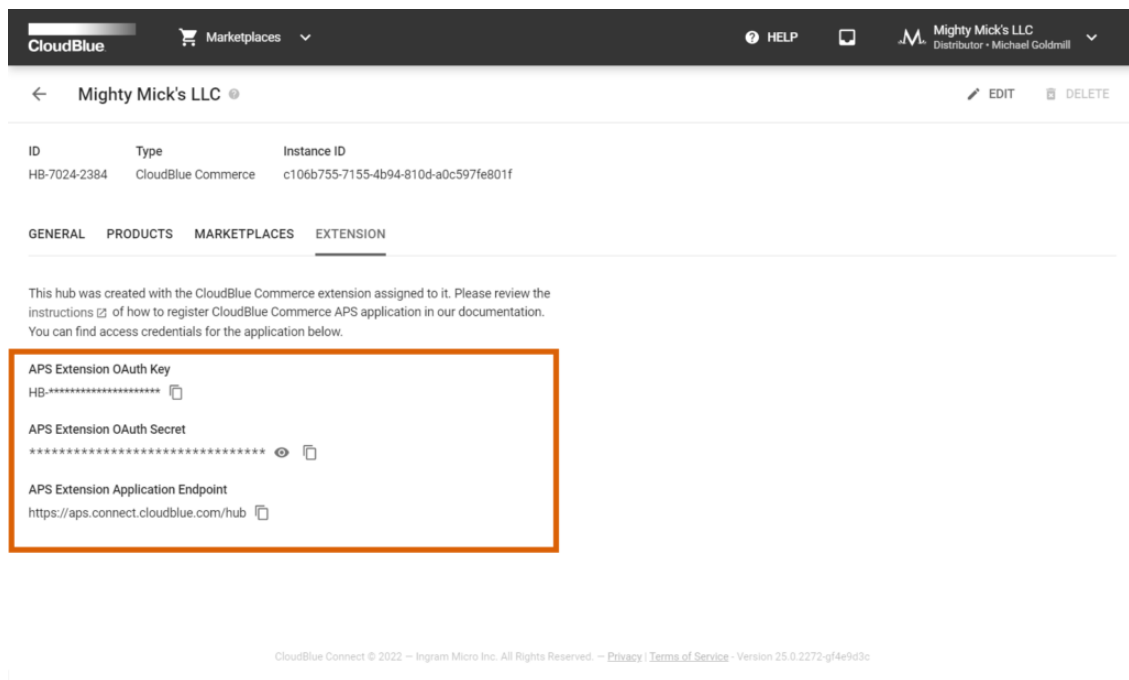 CloudBlue Marketplaces HELP Mighty Mick's LLC
Distributor • Michael Goldmill
Mighty Mick's LLC EDIT DELETE
ID Type Instance ID
HB-7024-2384 CloudBlue Commerce c106b755-7155-4b94-810d-a0c597fe801f
GENERAL PRODUCTS MARKETPLACES EXTENSION
This hub was created with the CloudBlue Commerce extension assigned to it. Please review the
instructions of how to register CloudBlue Commerce APS application in our documentation.
You can find access credentials for the application below.
APS Extension OAuth Key
HB-*********************
APS Extension OAuth Secret
********************************
APS Extension Application Endpoint
https://aps.connect.cloudblue.com/hub
CloudBlue Connect © 2022 — Ingram Micro Inc. All Rights Reserved. — Privacy | Terms of Service - Version 25.0.2272-gf4e9d3c